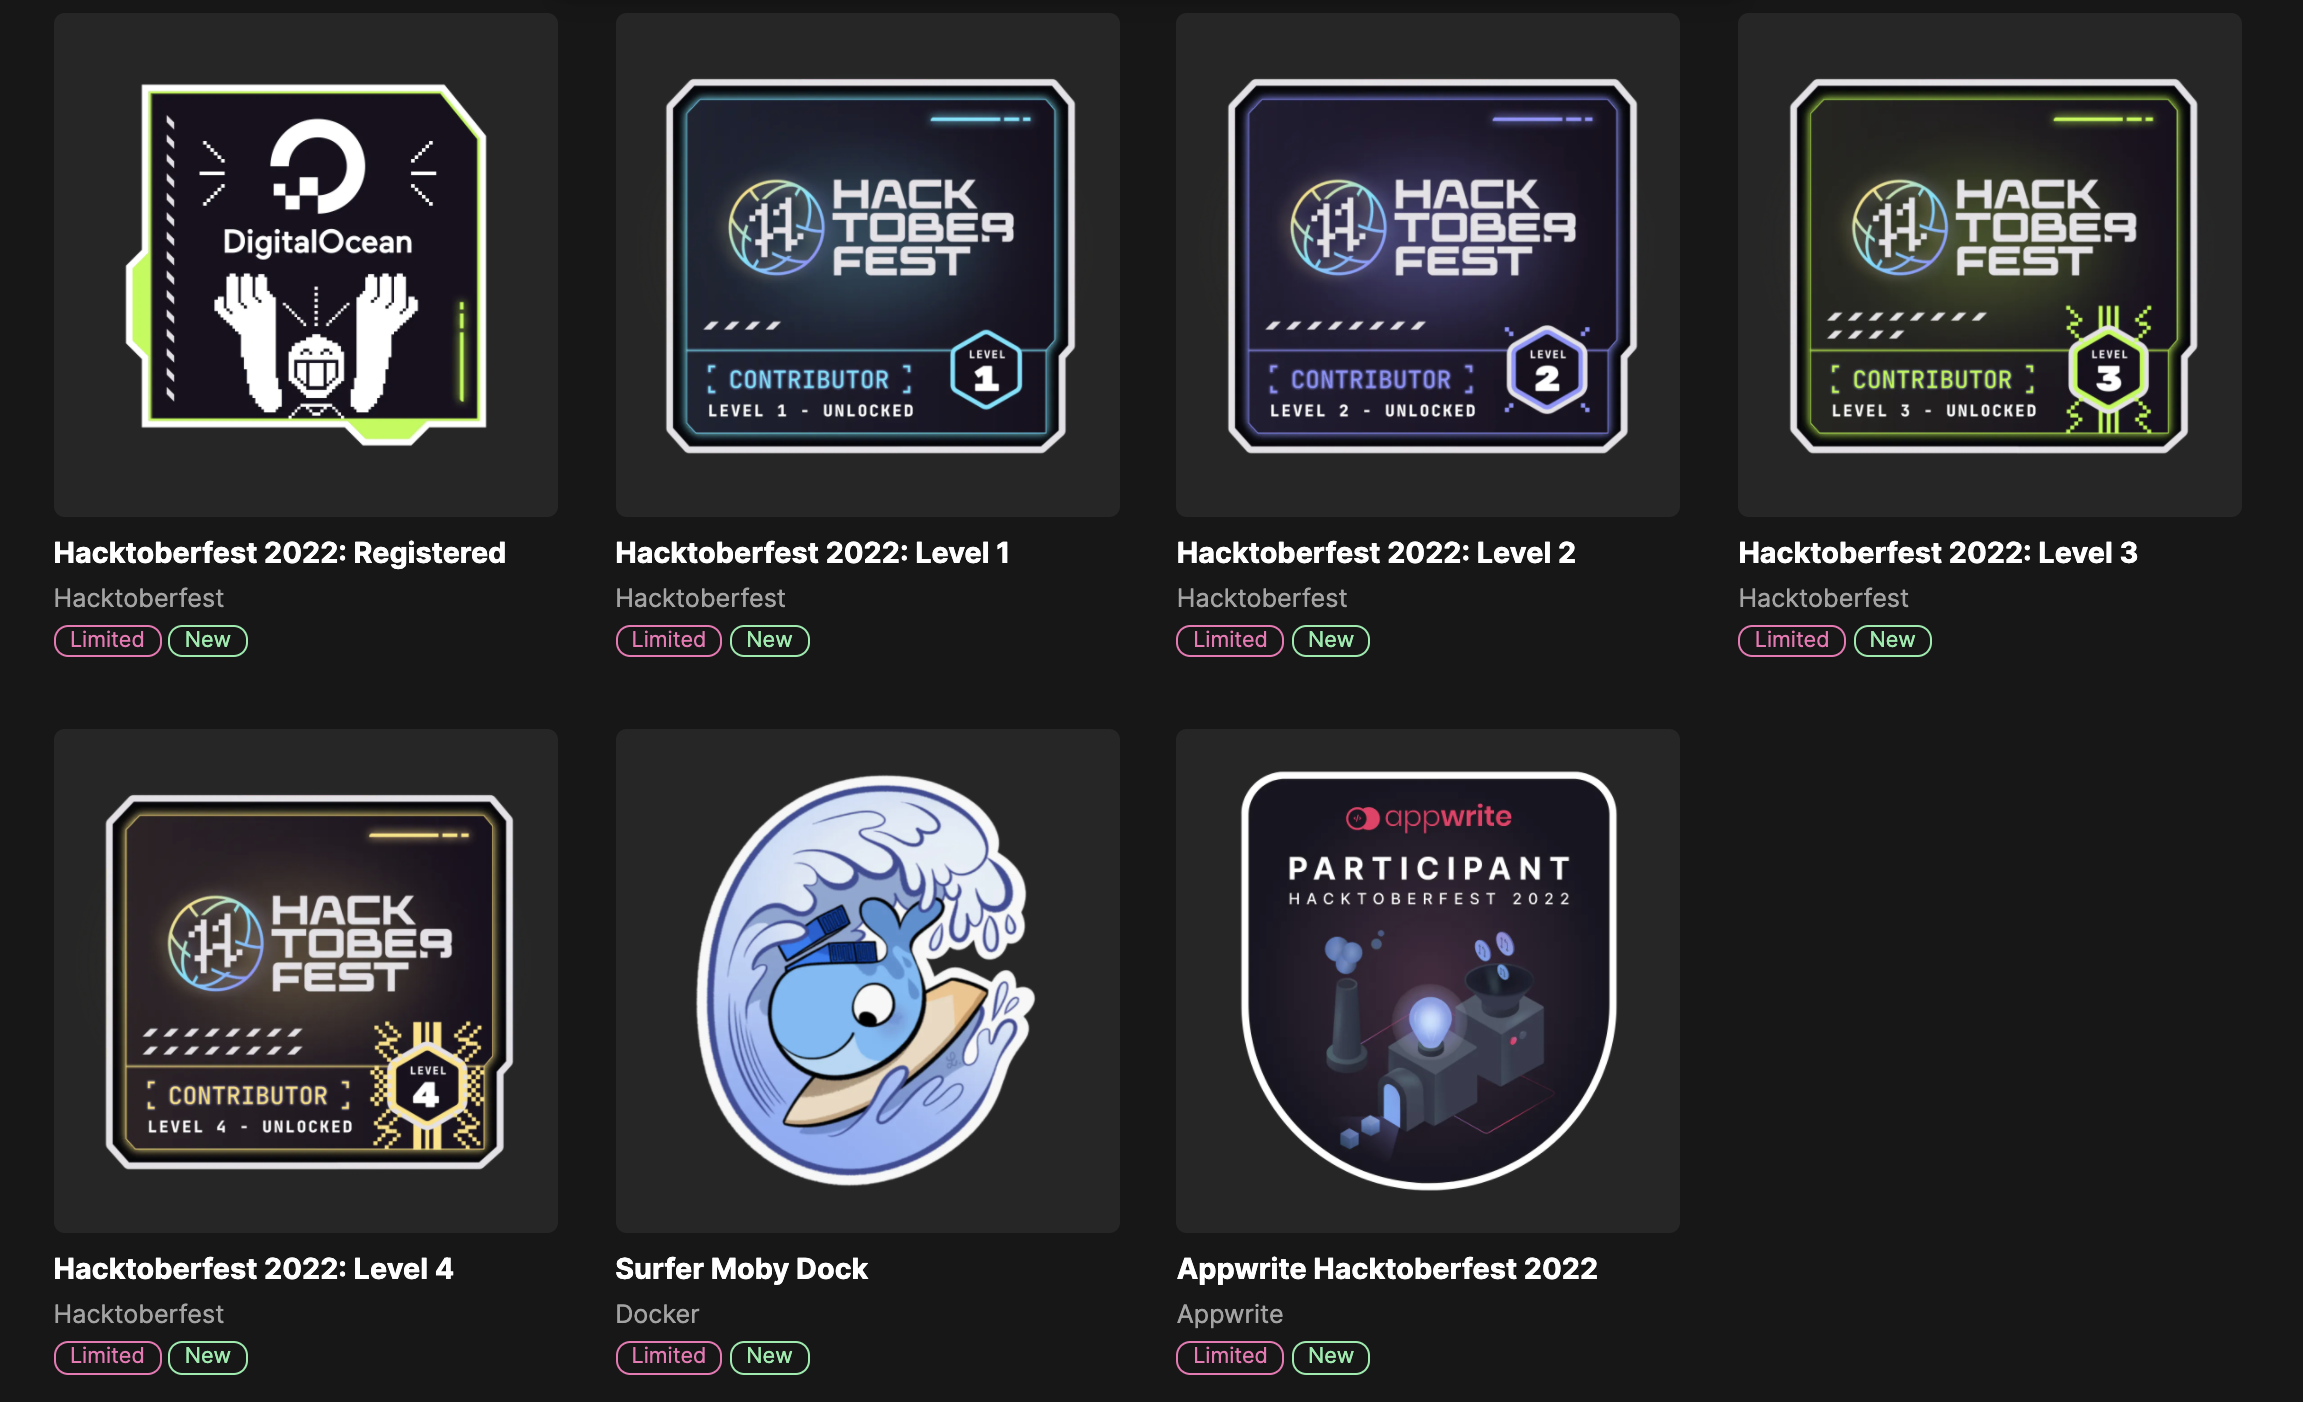 DigitalOcean
Hacktoberfest 2022: Registered
Hacktoberfest
Limited New
HACK
TOBER
FEST
CONTRIBUTOR
LEVEL 1 - UNLOCKED
LEVEL
1
Hacktoberfest 2022: Level 1
Hacktoberfest
Limited New
HACK
TOBER
FEST
CONTRIBUTOR
LEVEL 2 - UNLOCKED
LEVEL
2
Hacktoberfest 2022: Level 2
Hacktoberfest
Limited New
HACK
TOBER
FEST
CONTRIBUTOR
LEVEL 3 - UNLOCKED
LEVEL
3
Hacktoberfest 2022: Level 3
Hacktoberfest
Limited New
HACK
TOBER
FEST
CONTRIBUTOR
LEVEL 4 - UNLOCKED
LEVEL
4
Hacktoberfest 2022: Level 4
Hacktoberfest
Limited New
Surfer Moby Dock
Docker
Limited New
appwrite
PARTICIPANT
HACKTOBERFEST 2022
Appwrite Hacktoberfest 2022
Appwrite
Limited New